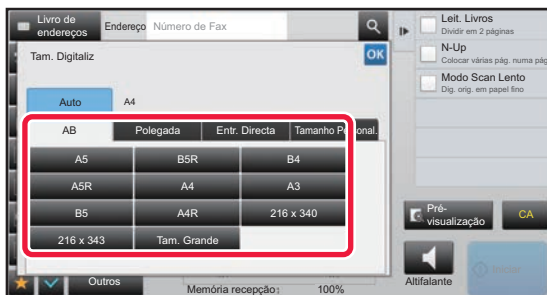 Livro de
endereços
Endereço
Número de Fax
Tam. Digitaliz
OK
Auto
A4
AB
Polegada
Entr. Directa
Tamanho Pe
onal.
A5
B5R
B4
A5R
A4
A3
B5
A4R
216 x 340
216 x 343
Tam. Grande
Outros
Memória recepção:
100%
Leit. Livros
Dividir em 2 páginas
N-Up
Colocar várias pág. numa pág
Modo Scan Lento
Dig. orig. em papel fino
Pré-
visualização
CA
Altifalante
Iniciar